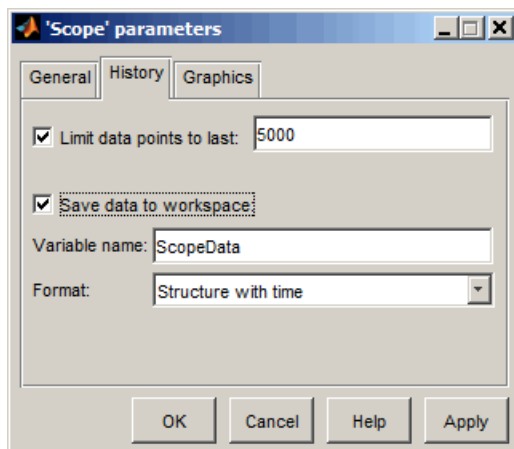 'Scope' parameters
General History Graphics
Limit data points to last: 5000
Save data to workspace
Variable name: ScopeData
Format: Structure with time
OK Cancel Help Apply